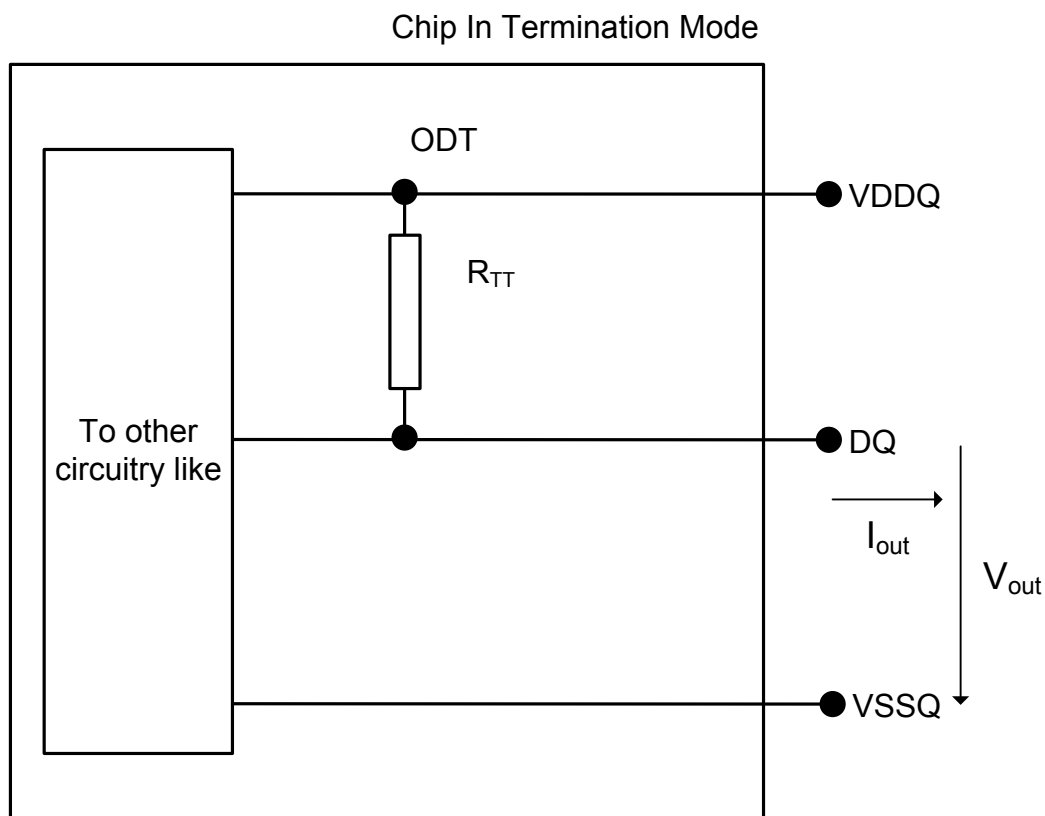 Chip In Termination Mode
ODT
VDDQ
RTT
To other
circuitry like
DQ
Iout
Vout
VSSQ